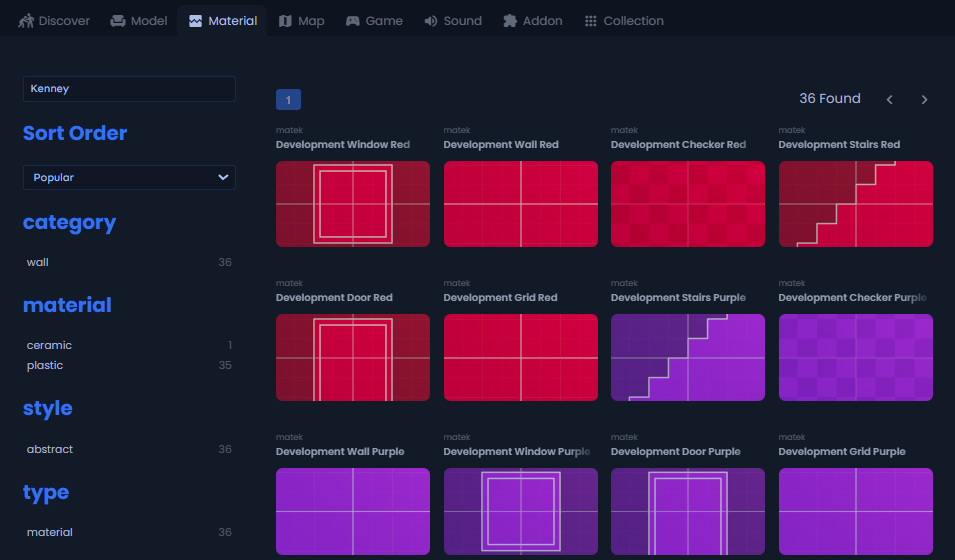 Discover Model Material Map Game Sound Addon Collection
Kenney
Sort Order
Popular
category
wall 36
material
ceramic 1
plastic 35
style
abstract 36
type
material 36
1 36 Found
matek matek matek matek
Development Window Red Development Wall Red Development Checker Red Development Stairs Red
matek matek matek matek
Development Door Red Development Grid Red Development Stairs Purple Development Checker Purple
matek matek matek matek
Development Wall Purple Development Window Purple Development Door Purple Development Grid Purple